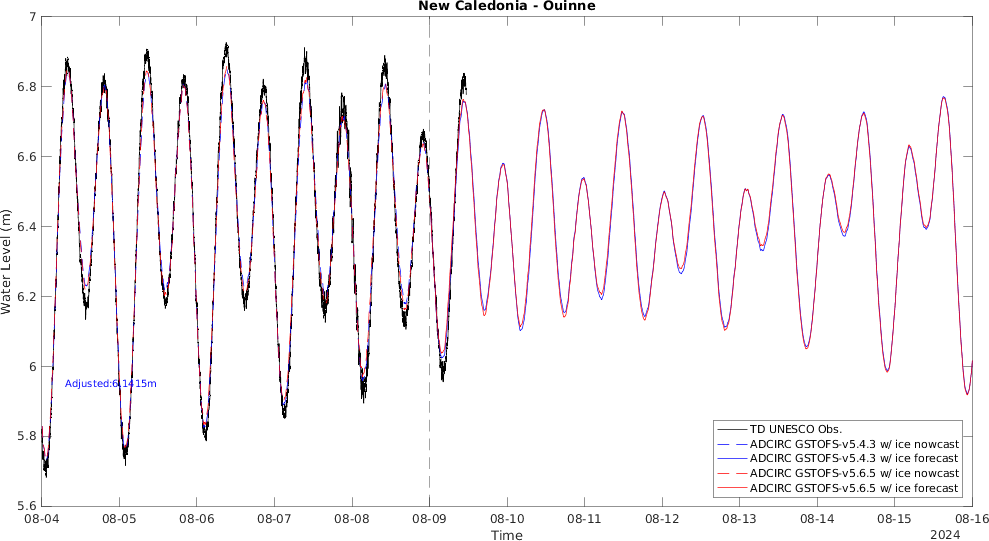 New Caledonia - Ouinne
Water Level (m)
7
6.8
6.6
6.4
6.2
6
5.8
5.6
Adjusted:6.1415m
TD UNESCO Obs.
ADCIRC GSTOFS-v5.4.3 w/ ice nowcast
ADCIRC GSTOFS-v5.4.3 w/ ice forecast
ADCIRC GSTOFS-v5.6.5 w/ ice nowcast
ADCIRC GSTOFS-v5.6.5 w/ ice forecast
08-04 08-05 08-06 08-07 08-08 08-09 08-10 08-11 08-12 08-13 08-14 08-15 08-16
Time
2024